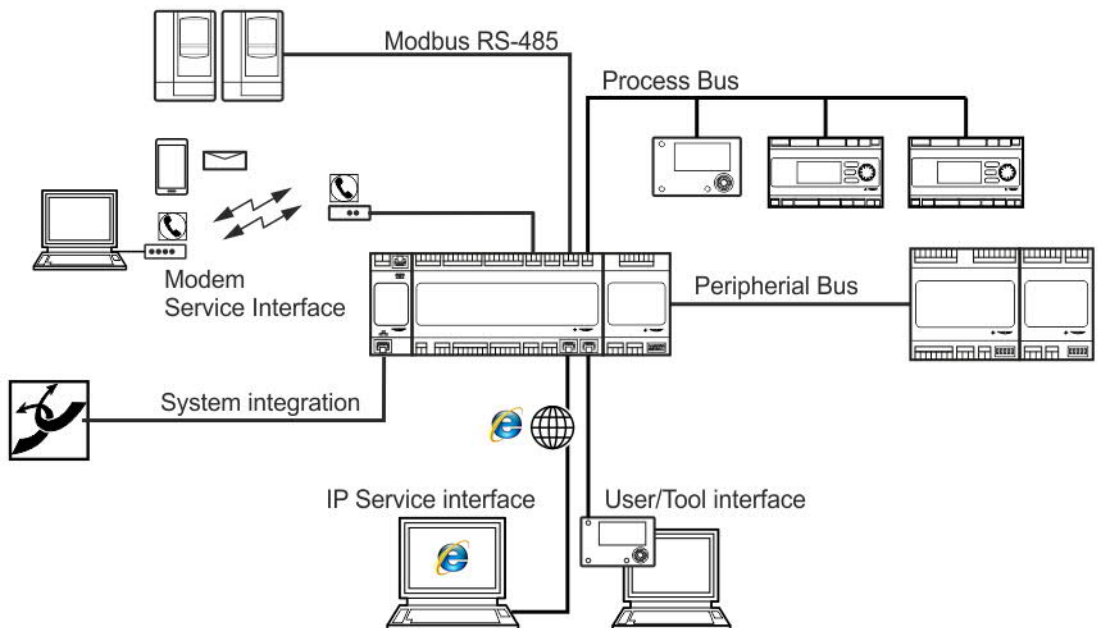 Modbus RS-485
Process Bus
Modem
Service Interface
Peripherial Bus
System integration
IP Service interface
User/Tool interface